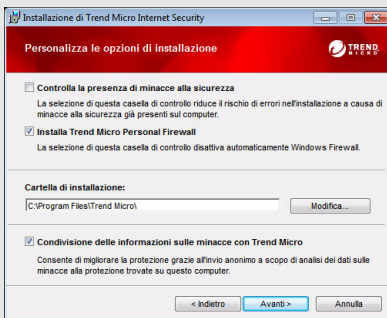 Installazione di Trend Micro Internet Security
Personalizza le opzioni di installazione
TREND
MICRO
Controlla la presenza di minacce alla sicurezza
La selezione di questa casella di controllo riduce il rischio di errori nell'installazione a causa di
minacce alla sicurezza già presenti sul computer.
Installa Trend Micro Personal Firewall
La selezione di questa casella di controllo disattiva automaticamente Windows Firewall.
Cartella di installazione:
C:\Program Files\Trend Micro\
Modifica...
Condivisione delle informazioni sulle minacce con Trend Micro
Consente di migliorare la protezione grazie all'invio anonimo a scopo di analisi dei dati sulle
minacce alla protezione trovate su questo computer.
< Indietro
Avanti >
Annulla